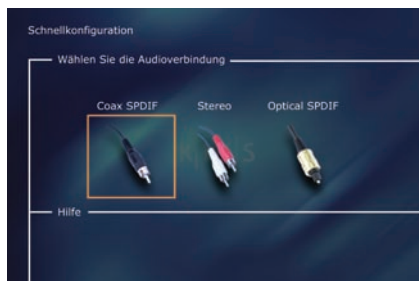 Schnellkonfiguration
Wählen Sie die Audioverbindung
Coax SPDIF Stereo Optical SPDIF
Hilfe